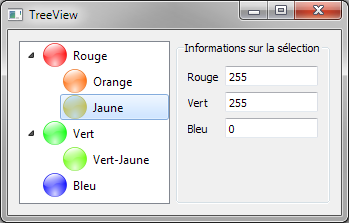 TreeView
Rouge
Orange
Jaune
Vert
Vert-Jaune
Bleu
Informations sur la sélection
Rouge 255
Vert 255
Bleu 0